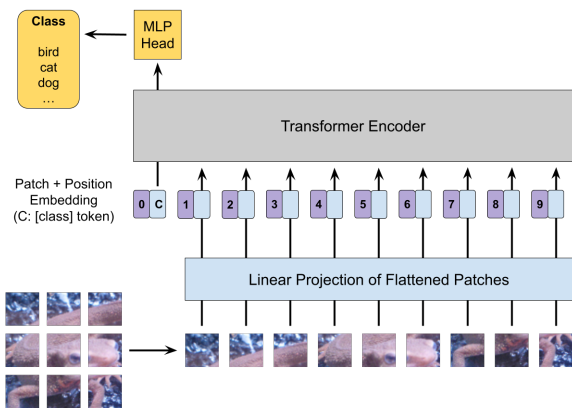 Class
bird
cat
dog
...
MLP
Head
Transformer Encoder
Patch + Position
Embedding
(C: [class] token)
0 C 1 2 3 4 5 6 7 8 9
Linear Projection of Flattened Patches